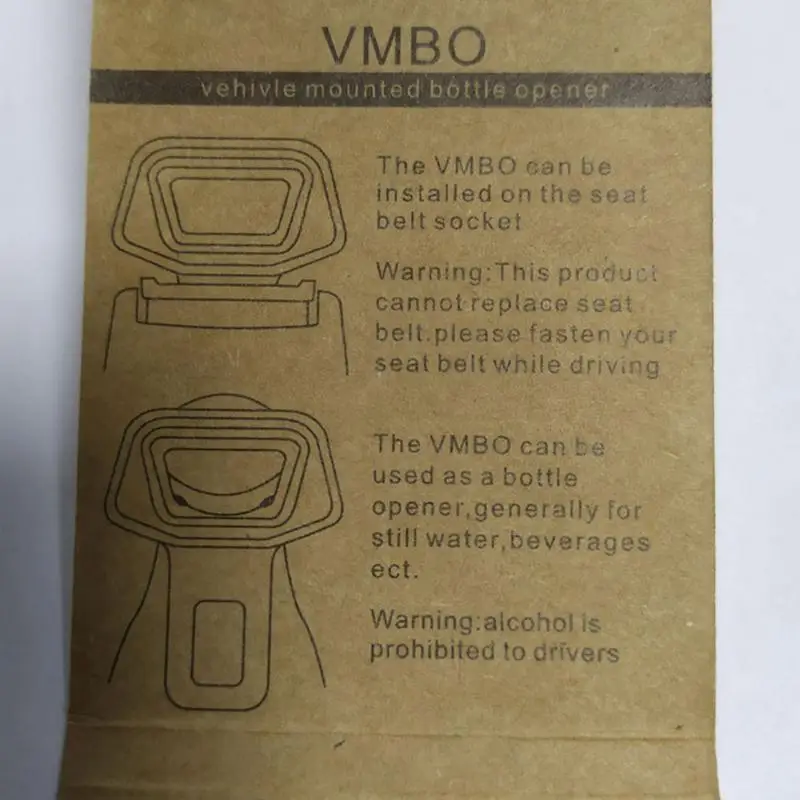 VMBO
vehivle mounted bottle opener
The VMBO can be
installed on the seat
belt socket
Warning:This product
cannot replace seat
belt.please fasten your
seat belt while driving
The VMBO can be
used as a bottle
opener,generally for
still water,beverages
ect.
Warning:alcohol is
prohibited to drivers